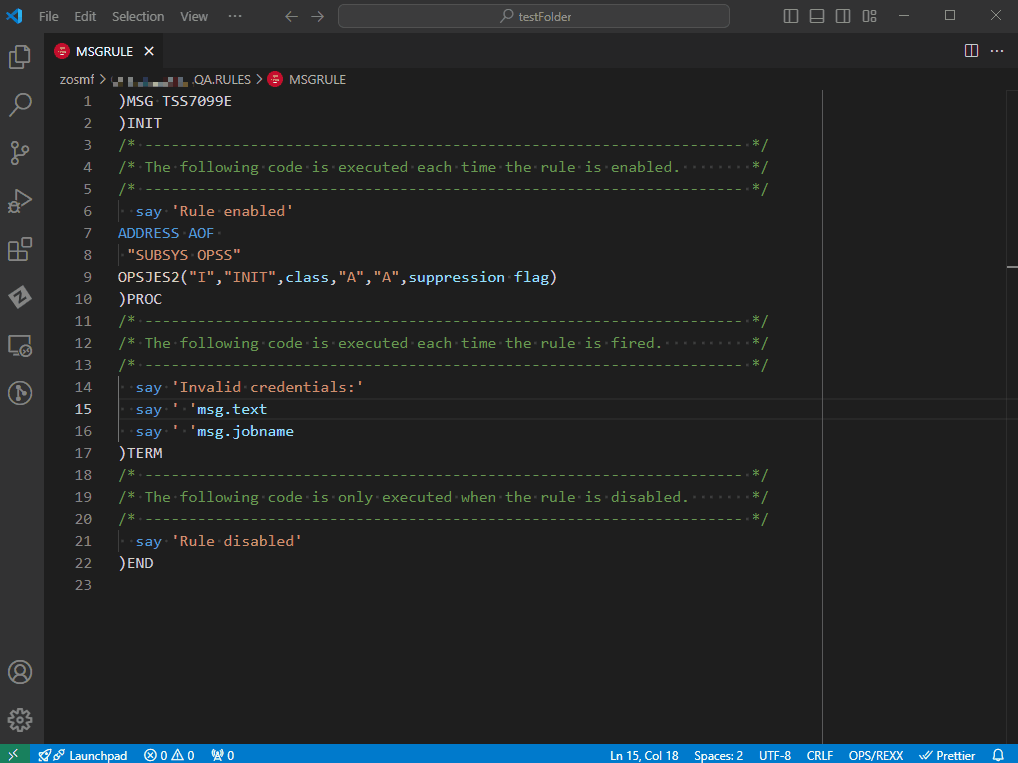 File Edit Selection View ··· testFolder
MSGRULE
zosmf > .QA.RULES > MSGRULE
1 )MSG TSS7099E
2 )INIT
3 /* -------------------------------------------------------------------- */
4 /* The following code is executed each time the rule is enabled. */
5 /* -------------------------------------------------------------------- */
6 say 'Rule enabled'
7 ADDRESS AOF
8 "SUBSYS OPSS"
9 OPSJES2("I","INIT",class,"A","A",suppression flag)
10 )PROC
11 /* -------------------------------------------------------------------- */
12 /* The following code is executed each time the rule is fired. */
13 /* -------------------------------------------------------------------- */
14 say 'Invalid credentials:'
15 say ' 'msg.text
16 say ' 'msg.jobname
17 )TERM
18 /* -------------------------------------------------------------------- */
19 /* The following code is only executed when the rule is disabled. */
20 /* -------------------------------------------------------------------- */
21 say 'Rule disabled'
22 )END
23
Launchpad 0 0 0 Ln 15, Col 18 Spaces: 2 UTF-8 CRLF OPS/REXX Prettier